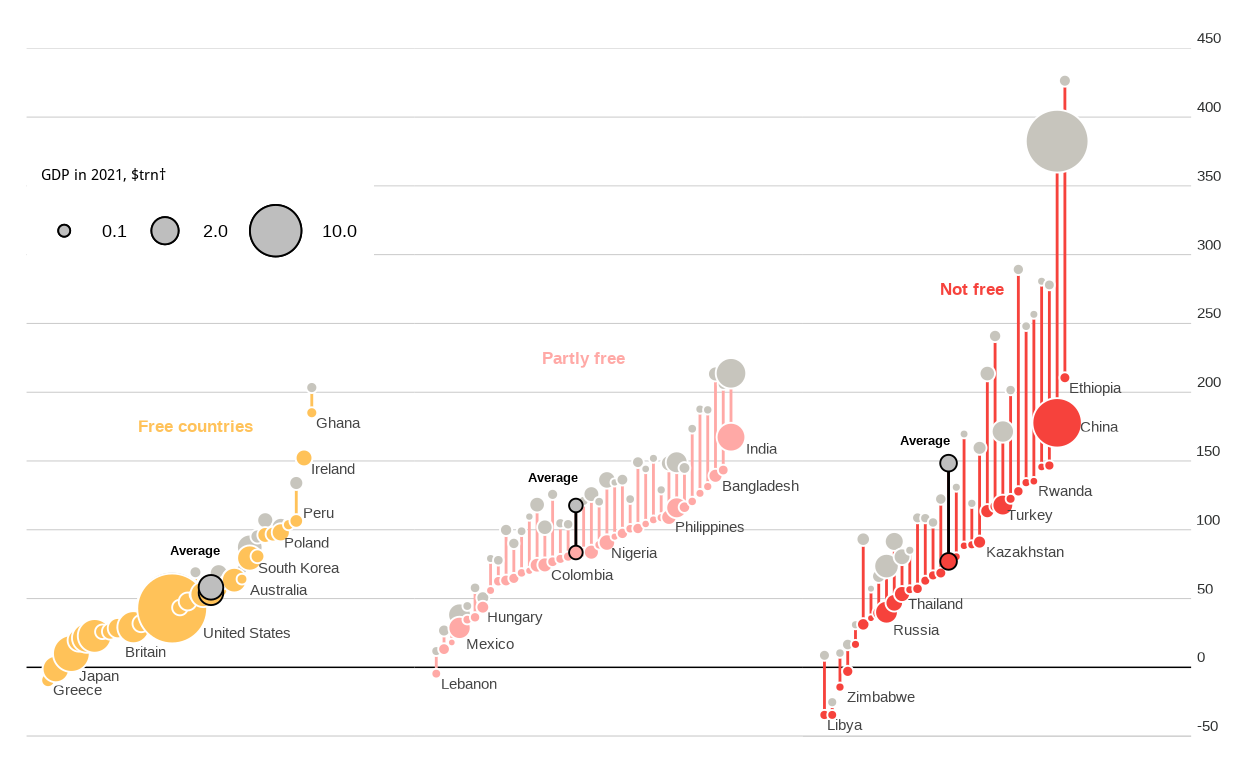 450
400
GDP in 2021, $trn†
350
0.1 2.0 10.0
300
Not free
250
Partly free
200
Ethiopia
Free countries
Ghana
China
Average
150
India
Ireland
Average
Bangladesh
Rwanda
Peru
100
Turkey
Philippines
Poland
Average
Nigeria
Kazakhstan
South Korea
Colombia
50
Australia
Thailand
Hungary
United States
Russia
Mexico
Britain
0
Japan
Lebanon
Greece
Zimbabwe
Libya
-50